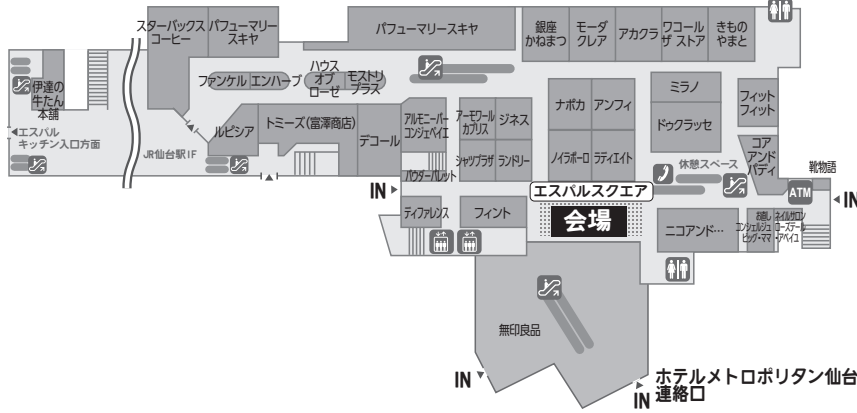 スターバックス
コーヒー
パフューマリー
スキヤ
パフューマリースキヤ
銀座
かねまつ
モーダ
クレア
アカクラ
ワコール
ザ ストア
きもの
やまと
伊達の
牛たん
本舗
ファンケル
エンハーブ
ハウス
オブ
ローゼ
モストリ
プラス
ミラノ
フィット
フィット
エスパル
キッチン入口方面
JR仙台駅1F
ルピシア
トミーズ(富澤商店)
デコール
アルモニーバー
コンジェペイエ
アーモワール
カプリス
ジネス
ナポカ
アンフィ
ドゥクラッセ
シャツプラザ
ランドリー
ノイラポーロ
ラディエイト
コア
アンド
バディ
休憩スペース
靴物語
IN
パウダーパレット
エスパルスクエア
会場
ATM
IN
ディファレンス
フィント
ニコアンド…
お直し
コンシェルジュ
ビッグ・ママ
ネイルサロン
ローズデール
・アベイユ
無印良品
IN
IN
ホテルメトロポリタン仙台
連絡口